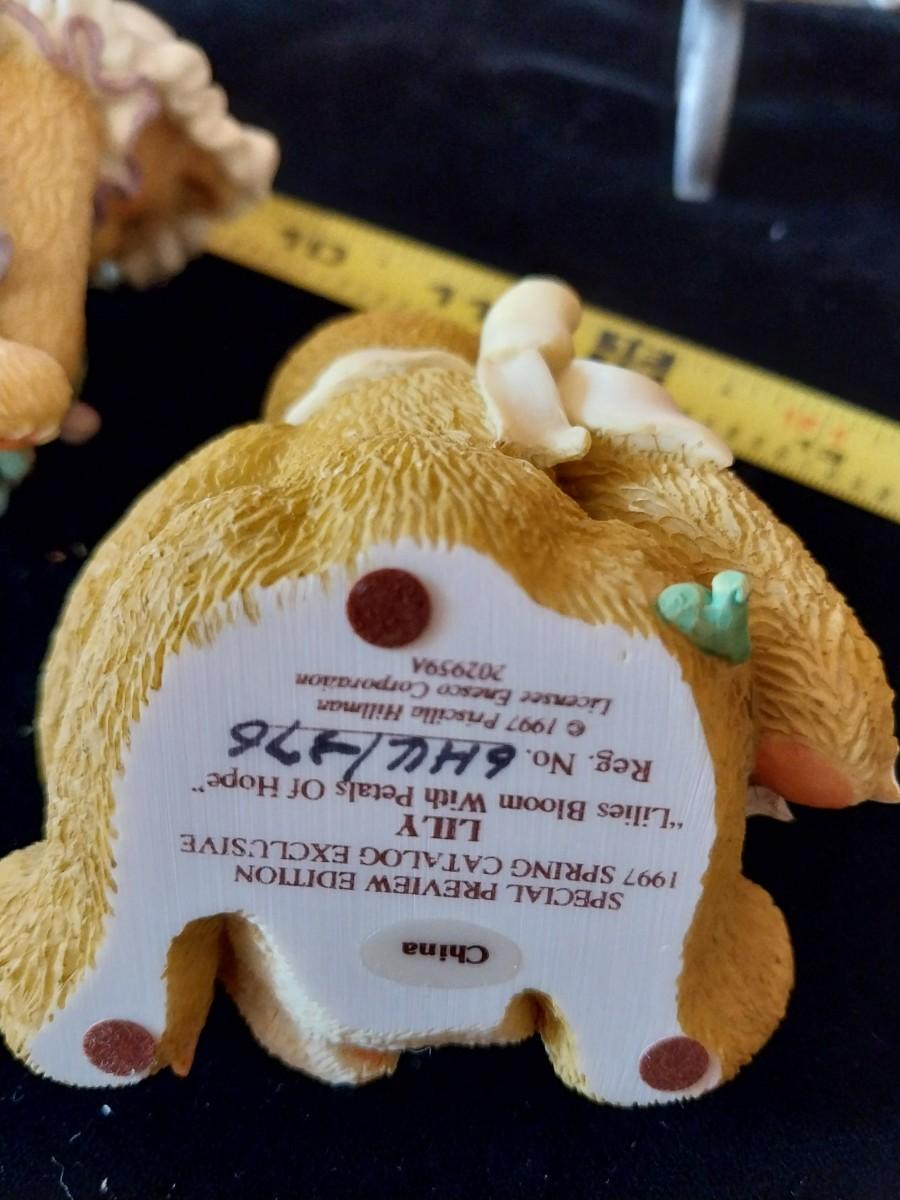 China
SPECIAL PREVIEW EDITION
1997 SPRING CATALOG EXCLUSIVE
LILY
"Lilies Bloom With Petals Of Hope"
Reg. No.
© 1997 Priscilla Hillman
Licensee Enesco Corporation
202959A